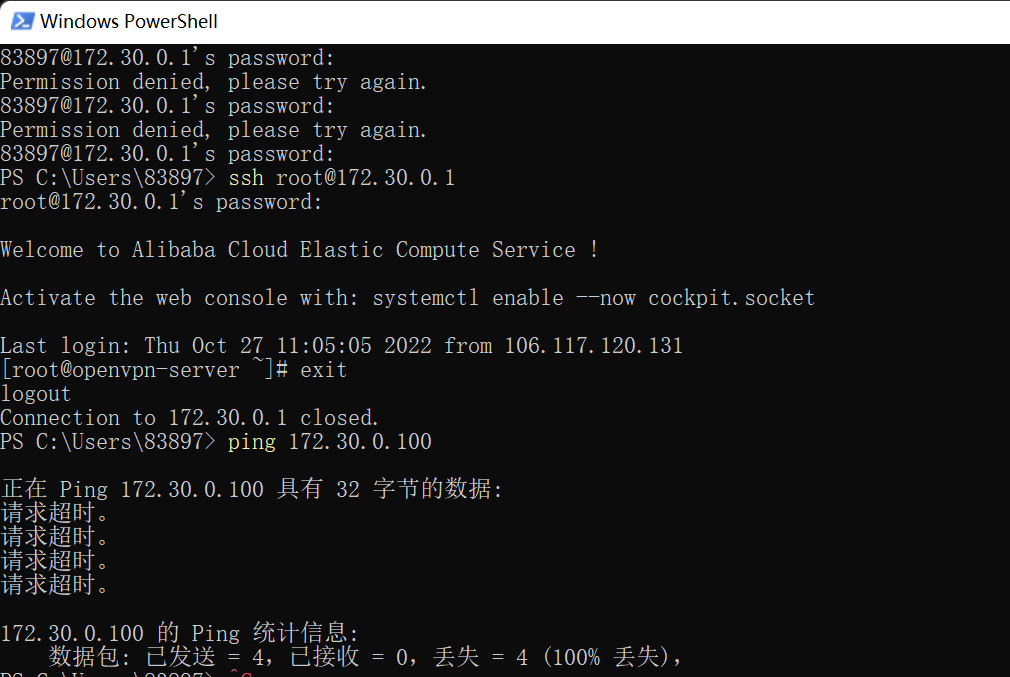 Windows PowerShell
83897@172.30.0.1's password:
Permission denied, please try again.
83897@172.30.0.1's password:
Permission denied, please try again.
83897@172.30.0.1's password:
PS C:\Users\83897> ssh root@172.30.0.1
root@172.30.0.1's password:
Welcome to Alibaba Cloud Elastic Compute Service !
Activate the web console with: systemctl enable --now cockpit.socket
Last login: Thu Oct 27 11:05:05 2022 from 106.117.120.131
[root@openvpn-server ~]# exit
logout
Connection to 172.30.0.1 closed.
PS C:\Users\83897> ping 172.30.0.100
正在 Ping 172.30.0.100 具有 32 字节的数据:
请求超时。
请求超时。
请求超时。
请求超时。
172.30.0.100 的 Ping 统计信息:
数据包: 已发送 = 4，已接收 = 0，丢失 = 4 (100% 丢失)，
PS C:\Users\83897> ^C